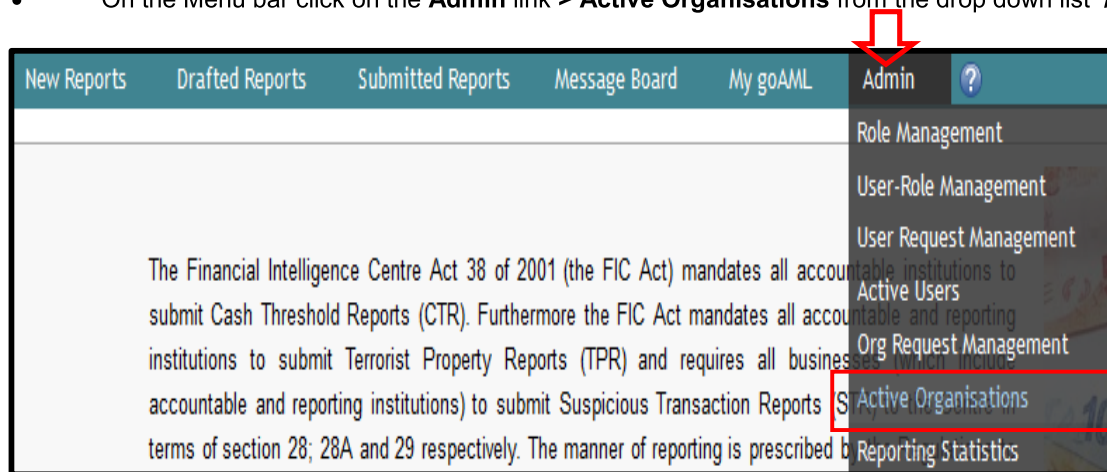 • On the Menu bar click on the Admin link > Active Organisations from the drop down list
New Reports Drafted Reports Submitted Reports Message Board My goAML Admin ?
Role Management
User-Role Management
User Request Management
Active Users
Org Request Management
Active Organisations
Reporting Statistics
The Financial Intelligence Centre Act 38 of 2001 (the FIC Act) mandates all accountable institutions to
submit Cash Threshold Reports (CTR). Furthermore the FIC Act mandates all accountable and reporting
institutions to submit Terrorist Property Reports (TPR) and requires all businesses (which include
accountable and reporting institutions) to submit Suspicious Transaction Reports (STR) to the Centre in
terms of section 28; 28A and 29 respectively. The manner of reporting is prescribed by the